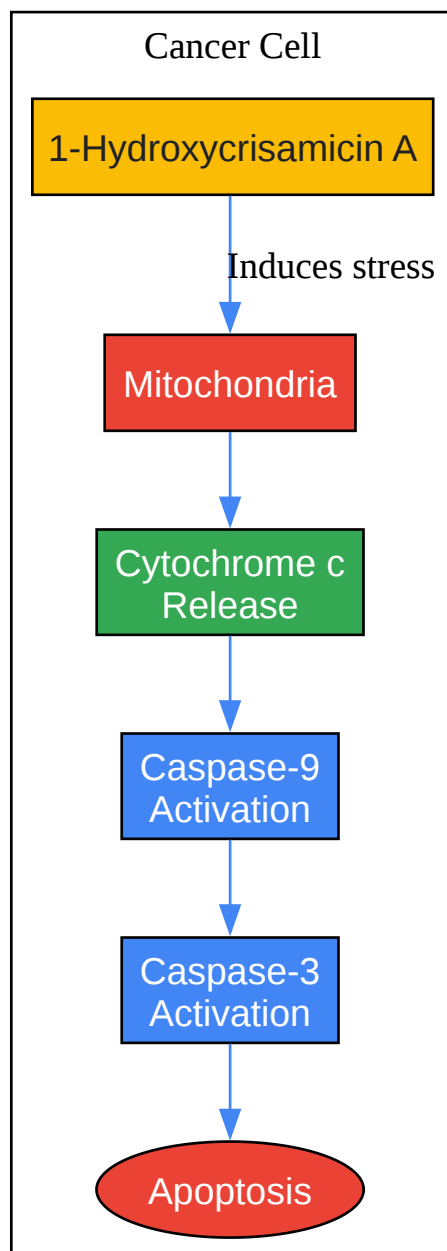 Cancer Cell
1-Hydroxycrisamicin A
Induces stress
Mitochondria
Cytochrome c
Release
Caspase-9
Activation
Caspase-3
Activation
Apoptosis